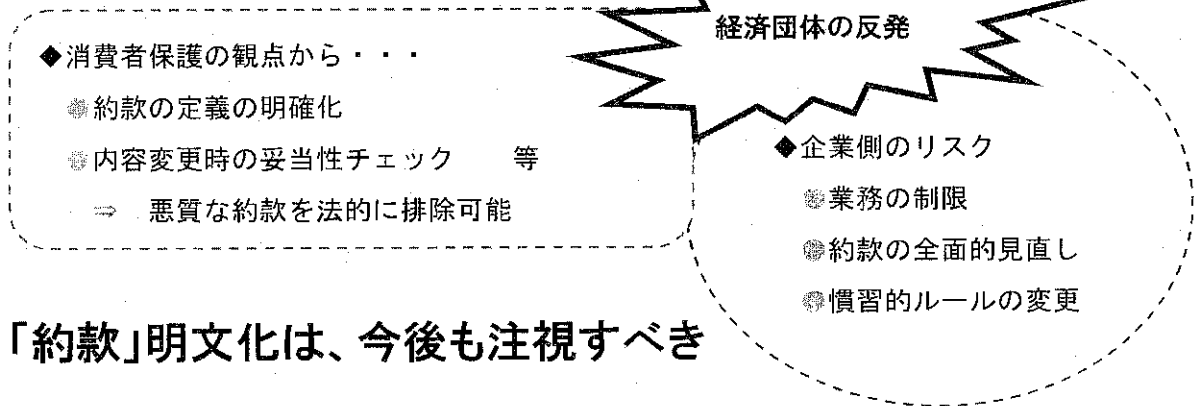 経済団体の反発
◆消費者保護の観点から・・・
●約款の定義の明確化
●内容変更時の妥当性チェック　等
⇒　悪質な約款を法的に排除可能
◆企業側のリスク
●業務の制限
●約款の全面的見直し
●慣習的ルールの変更
「約款」明文化は、今後も注視すべき